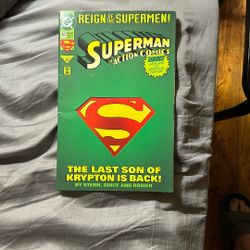 REIGN OF THE SUPERMEN!
DC
SUPERMAN
IN ACTION COMICS
S
THE LAST SON OF
KRYPTON IS BACK!
BY STERN, GUICE AND RODIER